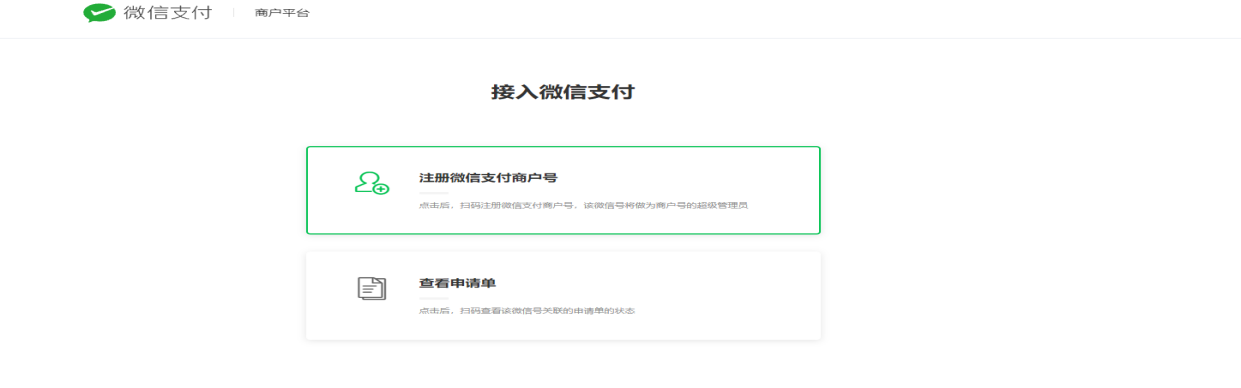 微信支付 商户平台
接入微信支付
注册微信支付商户号
点击后，扫码注册微信支付商户号，该微信号将做为商户号的超级管理员
查看申请单
点击后，扫码查看该微信号关联的申请单的状态